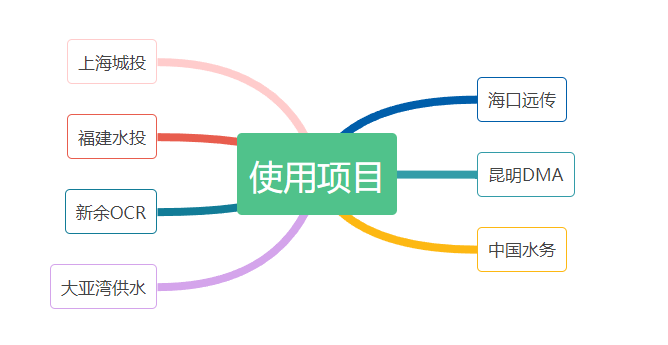 上海城投
福建水投
新余OCR
大亚湾供水
使用项目
海口远传
昆明DMA
中国水务